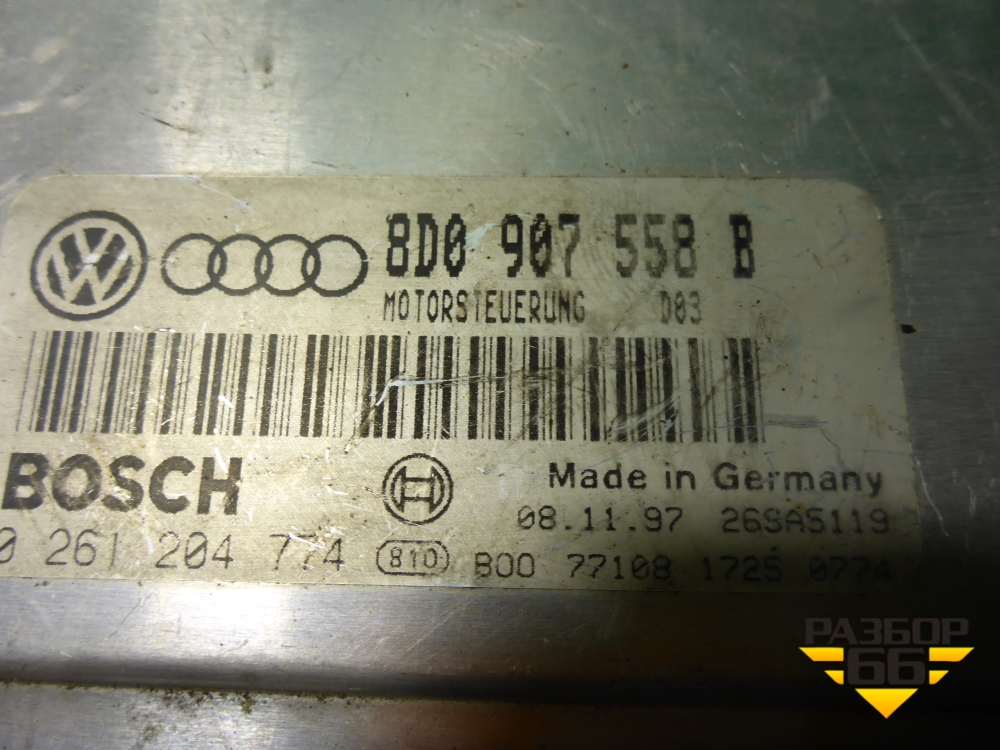 8D0 907 558 B
MOTORSTEUERUNG D03
BOSCH
Made in Germany
08.11.97 26SA5119
0 261 204 774 810 B00 77108 1725 0774
РАЗБОР
66